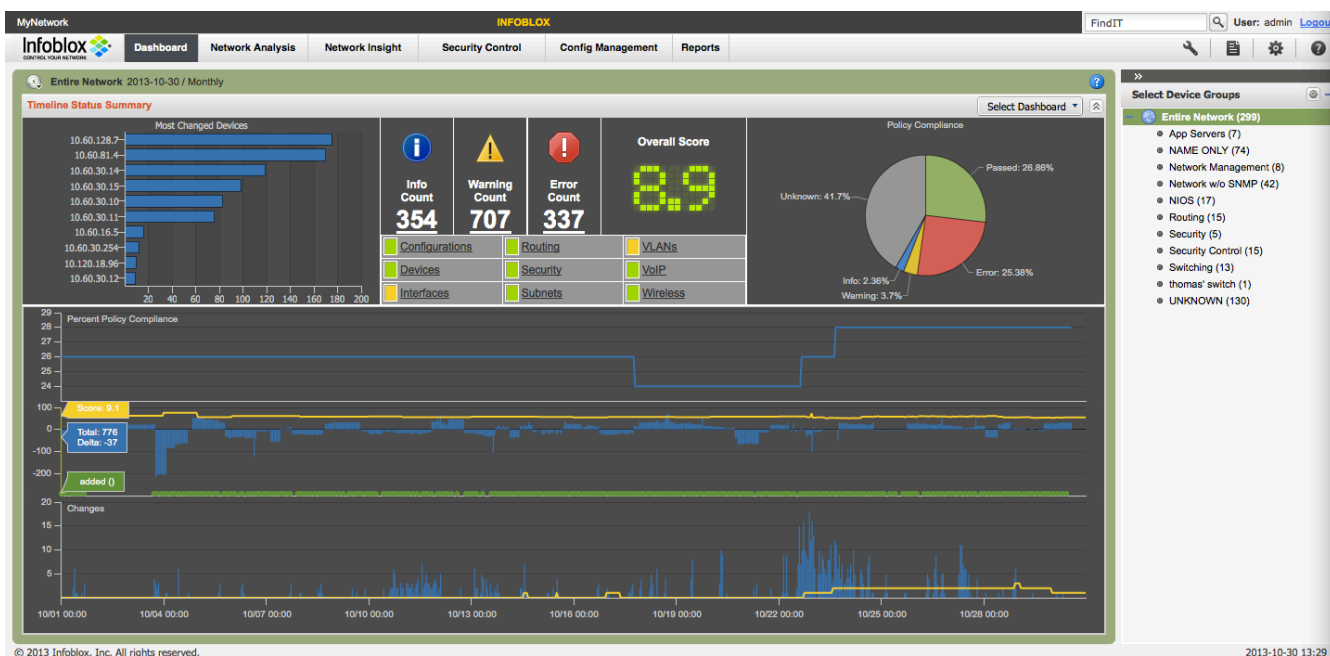 MyNetwork
INFOBLOX
FindIT
User: admin Logou
Infoblox
CONTROL YOUR NETWORK
Dashboard
Network Analysis
Network Insight
Security Control
Config Management
Reports
Entire Network 2013-10-30 / Monthly
Timeline Status Summary
Select Dashboard
Most Changed Devices
10.60.128.7
10.60.81.4
10.60.30.14
10.60.30.15
10.60.30.10
10.60.30.11
10.60.16.5
10.60.30.254
10.120.18.96
10.60.30.12
20 40 60 80 100 120 140 160 180 200
Info Count
354
Warning Count
707
Error Count
337
Overall Score
8.9
Configurations
Routing
VLANs
Devices
Security
VoIP
Interfaces
Subnets
Wireless
Policy Compliance
Passed: 26.86%
Unknown: 41.7%
Error: 25.38%
Info: 2.36%
Warning: 3.7%
Percent Policy Compliance
29
28
27
26
25
24
100
0
-100
-200
Score: 9.1
Total: 776
Delta: -37
added ()
Changes
20
15
10
5
10/01 00:00
10/04 00:00
10/07 00:00
10/10 00:00
10/13 00:00
10/16 00:00
10/19 00:00
10/22 00:00
10/25 00:00
10/28 00:00
»
Select Device Groups
Entire Network (299)
App Servers (7)
NAME ONLY (74)
Network Management (8)
Network w/o SNMP (42)
NIOS (17)
Routing (15)
Security (5)
Security Control (15)
Switching (13)
thomas' switch (1)
UNKNOWN (130)
© 2013 Infoblox, Inc. All rights reserved.
2013-10-30 13:29